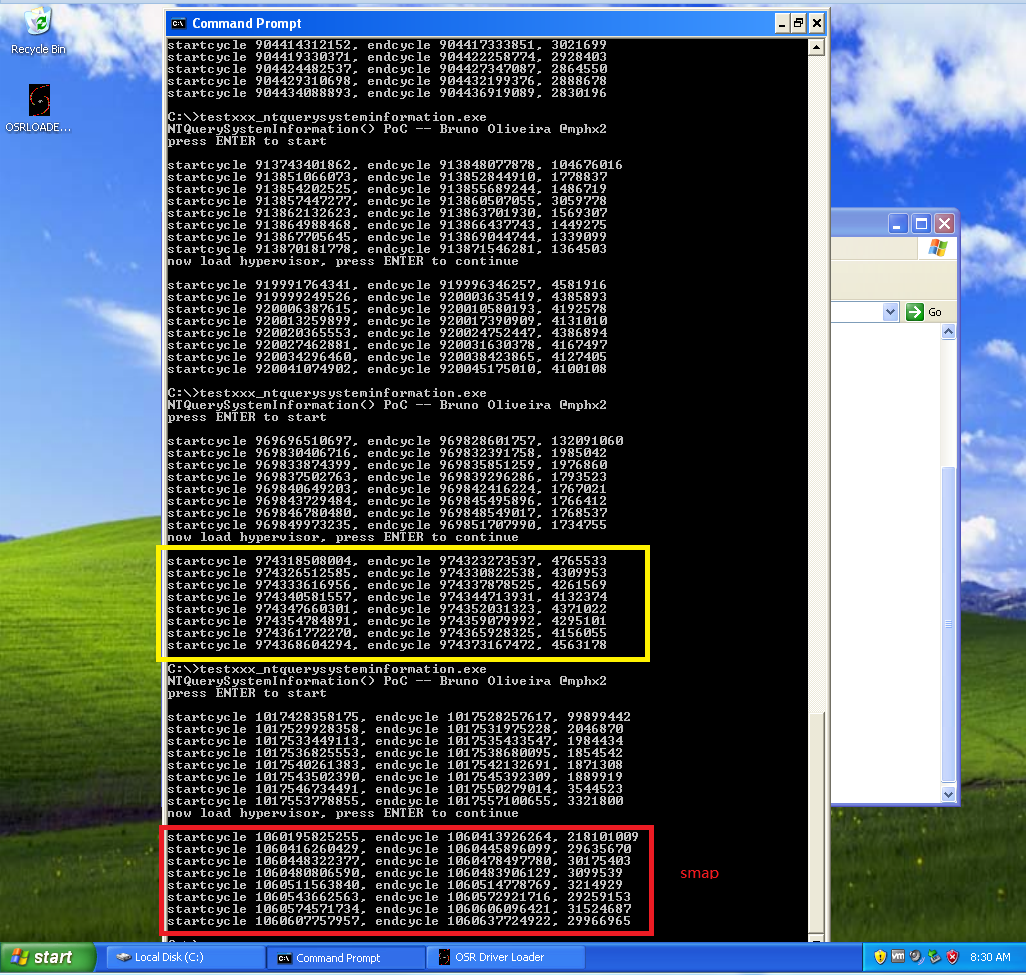 Recycle Bin
OSRLOADE...
Command Prompt
startcycle 904414312152, endcycle 904417333851, 3021699
startcycle 904419330371, endcycle 904422258774, 2928403
startcycle 904424482537, endcycle 904427347087, 2864550
startcycle 904429310698, endcycle 904432199376, 2888678
startcycle 904434088893, endcycle 904436919089, 2830196
C:\>testxxx_ntquerysysteminformation.exe
NTQuerySystemInformation() PoC -- Bruno Oliveira @mphx2
press ENTER to start
startcycle 913743401862, endcycle 913848077878, 104676016
startcycle 913851066073, endcycle 913852844910, 1778837
startcycle 913854202525, endcycle 913855689244, 1486719
startcycle 913857447277, endcycle 913860507055, 3059778
startcycle 913862132623, endcycle 913863701930, 1569307
startcycle 913864988468, endcycle 913866437743, 1449275
startcycle 913867705645, endcycle 913869044744, 1339099
startcycle 913870181778, endcycle 913871546281, 1364503
now load hypervisor, press ENTER to continue
startcycle 919991764341, endcycle 919996346257, 4581916
startcycle 919999249526, endcycle 920003635419, 4385893
startcycle 920006387615, endcycle 920010580193, 4192578
startcycle 920013259899, endcycle 920017390909, 4131010
startcycle 920020365553, endcycle 920024752447, 4386894
startcycle 920027462881, endcycle 920031630378, 4167497
startcycle 920034296460, endcycle 920038423865, 4127405
startcycle 920041074902, endcycle 920045175010, 4100108
C:\>testxxx_ntquerysysteminformation.exe
NTQuerySystemInformation() PoC -- Bruno Oliveira @mphx2
press ENTER to start
startcycle 969696510697, endcycle 969828601757, 132091060
startcycle 969830406716, endcycle 969832391758, 1985042
startcycle 969833874399, endcycle 969835851259, 1976860
startcycle 969837502763, endcycle 969839296286, 1793523
startcycle 969840649203, endcycle 969842416224, 1767021
startcycle 969843729484, endcycle 969845495896, 1766412
startcycle 969846780480, endcycle 969848549017, 1768537
startcycle 969849973235, endcycle 969851707990, 1734755
now load hypervisor, press ENTER to continue
startcycle 974318508004, endcycle 974323273537, 4765533
startcycle 974326512585, endcycle 974330822538, 4309953
startcycle 974333616956, endcycle 974337878525, 4261569
startcycle 974340581557, endcycle 974344713931, 4132374
startcycle 974347660301, endcycle 974352031323, 4371022
startcycle 974354784891, endcycle 974359079992, 4295101
startcycle 974361772270, endcycle 974365928325, 4156055
startcycle 974368604294, endcycle 974373167472, 4563178
C:\>testxxx_ntquerysysteminformation.exe
NTQuerySystemInformation() PoC -- Bruno Oliveira @mphx2
press ENTER to start
startcycle 1017428358175, endcycle 1017528257617, 99899442
startcycle 1017529928358, endcycle 1017531975228, 2046870
startcycle 1017533449113, endcycle 1017535433547, 1984434
startcycle 1017536825553, endcycle 1017538680095, 1854542
startcycle 1017540261383, endcycle 1017542132691, 1871308
startcycle 1017543502390, endcycle 1017545392309, 1889919
startcycle 1017546734491, endcycle 1017550279014, 3544523
startcycle 1017553778855, endcycle 1017557100655, 3321800
now load hypervisor, press ENTER to continue
startcycle 1060195825255, endcycle 1060413926264, 218101009
startcycle 1060416260429, endcycle 1060445896099, 29635670
startcycle 1060448322377, endcycle 1060478497780, 30175403
startcycle 1060480806590, endcycle 1060483906129, 3099539
startcycle 1060511563840, endcycle 1060514778769, 3214929
startcycle 1060543662563, endcycle 1060572921716, 29259153
startcycle 1060574571734, endcycle 1060606096421, 31524687
startcycle 1060607757957, endcycle 1060637724922, 29966965
smap
Go
start
Local Disk (C:)
Command Prompt
OSR Driver Loader
8:30 AM